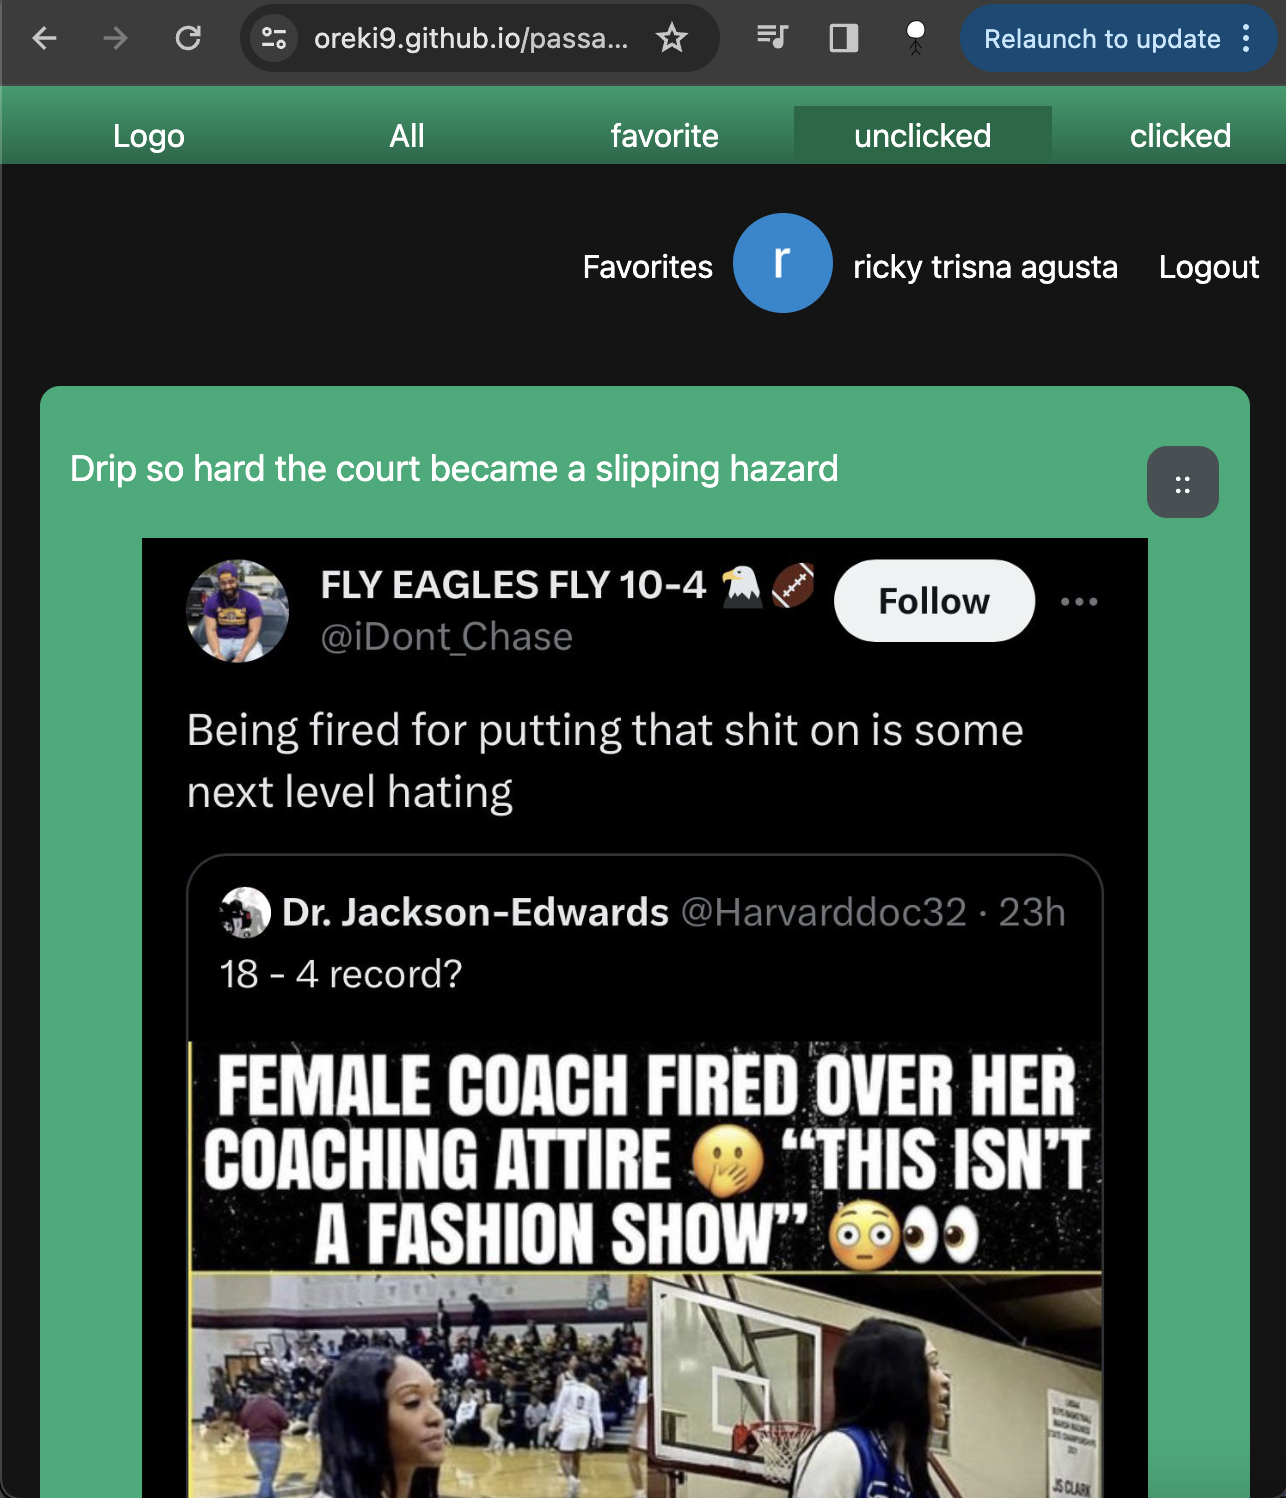 oreki9.github.io/passa...
Relaunch to update
Logo All favorite unclicked clicked
Favorites r ricky trisna agusta Logout
Drip so hard the court became a slipping hazard
::
FLY EAGLES FLY 10-4 🦅🏈
Follow
@iDont_Chase
Being fired for putting that shit on is some
next level hating
Dr. Jackson-Edwards @Harvarddoc32 · 23h
18 - 4 record?
FEMALE COACH FIRED OVER HER
COACHING ATTIRE 🤭 “THIS ISN'T
A FASHION SHOW” 😳👀
JS CLARK